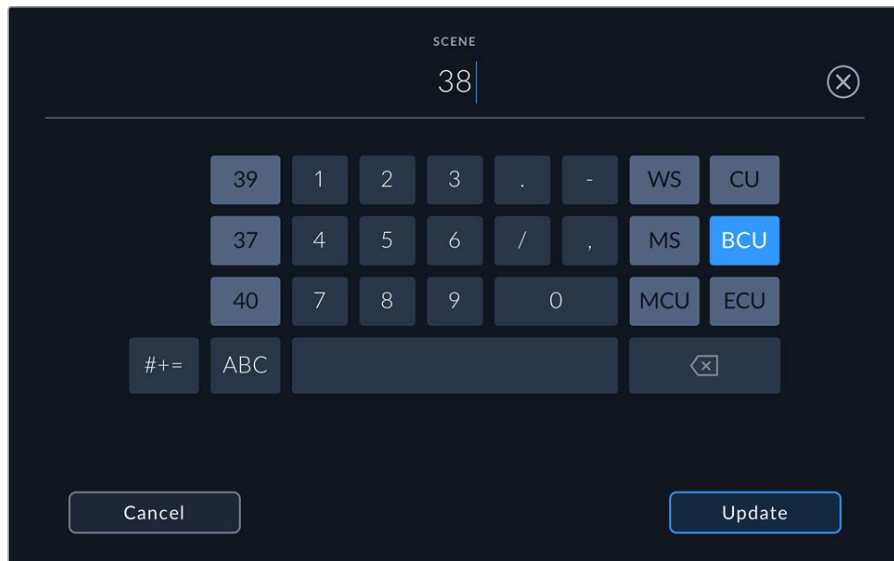 SCENE
38
39 1 2 3 . - WS CU
37 4 5 6 / , MS BCU
40 7 8 9 0 MCU ECU
#+= ABC
Cancel Update